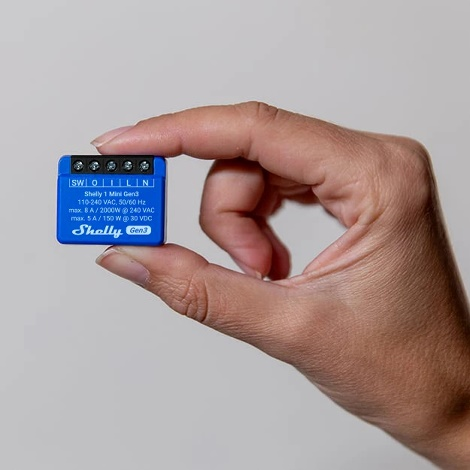 SW O I L N
Shelly 1 Mini Gen3
110-240 VAC, 50/60 Hz
max. 8 A / 2000W @ 240 VAC
max. 5 A / 150 W @ 30 VDC
Shelly Gen3